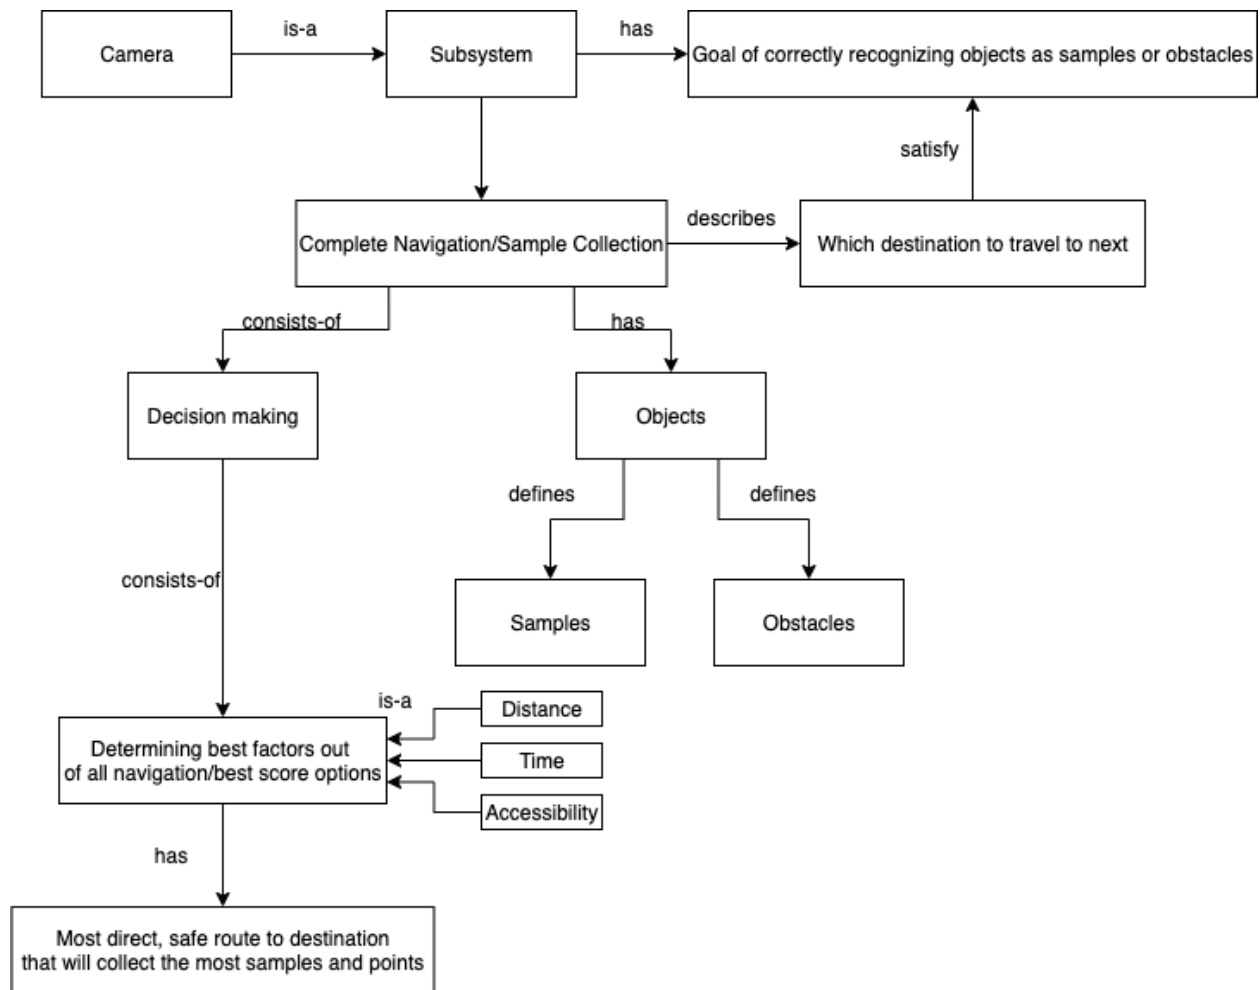 is-a
has
Camera
Subsystem
Goal of correctly recognizing objects as samples or obstacles
satisfy
describes
Complete Navigation/Sample Collection
Which destination to travel to next
consists-of
has
Decision making
Objects
defines
defines
consists-of
Samples
Obstacles
is-a
Distance
Determining best factors out
of all navigation/best score options
Time
Accessibility
has
Most direct, safe route to destination
that will collect the most samples and points